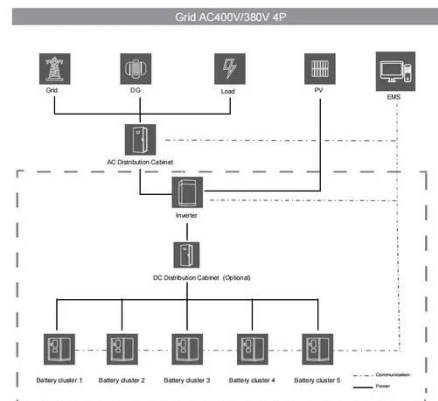 Grid AC400V/380V 4P
Grid
DG
Load
PV
EMS
AC Distribution Cabinet
Inverter
DC Distribution Cabinet (Optional)
Battery cluster 1
Battery cluster 2
Battery cluster 3
Battery cluster 4
Battery cluster 5
Communication
Power